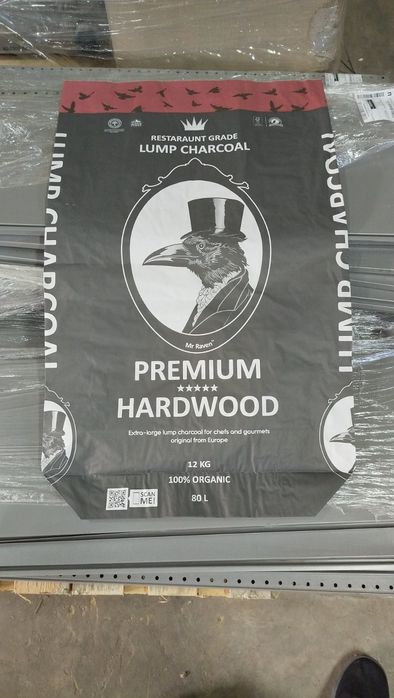 RESTARAUNT GRADE
LUMP CHARCOAL
LUMP CHARCOAL
LUMP CHARCOAL
Mr Raven™
PREMIUM
HARDWOOD
Extra-large lump charcoal for chefs and gourmets
original from Europe
12 KG
100% ORGANIC
80 L
SCAN
ME!